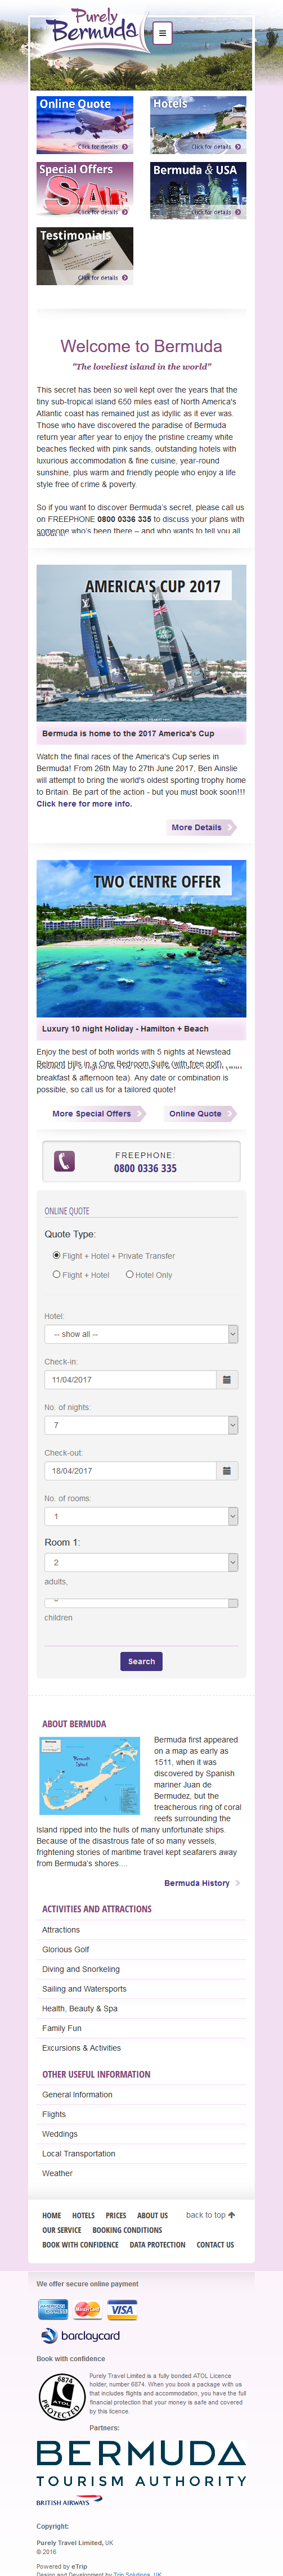 Purely
Bermuda
Online Quote
Click for details
Hotels
Click for details
Special Offers
SALE
Click for details
Bermuda & USA
Click for details
Testimonials
Click for details
Welcome to Bermuda
"The loveliest island in the world"
This secret has been so well kept over the years that the
tiny sub-tropical island 650 miles east of North America's
Atlantic coast has remained just as idyllic as it ever was.
Those who have discovered the paradise of Bermuda
return year after year to enjoy the pristine creamy white
beaches flecked with pink sands, outstanding hotels with
luxurious accommodation & fine cuisine, year-round
sunshine, plus warm and friendly people who enjoy a life
style free of crime & poverty.
So if you want to discover Bermuda's secret, please call us
on FREEPHONE 0800 0336 335 to discuss your plans with
someone who's been there – and who wants to tell you all
about it!
AMERICA'S CUP 2017
Bermuda is home to the 2017 America's Cup
Watch the final races of the America's Cup series in
Bermuda! From 26th May to 27th June 2017, Ben Ainslie
will attempt to bring the world's oldest sporting trophy home
to Britain. Be part of the action - but you must book soon!!!
Click here for more info.
More Details
TWO CENTRE OFFER
Luxury 10 night Holiday - Hamilton + Beach
Enjoy the best of both worlds with 5 nights at Newstead
Belmont Hills in a One Bedroom Suite (with free golf),
breakfast & afternoon tea). Any date or combination is
possible, so call us for a tailored quote!
More Special Offers
Online Quote
FREEPHONE:
0800 0336 335
ONLINE QUOTE
Quote Type:
Flight + Hotel + Private Transfer
Flight + Hotel
Hotel Only
Hotel:
-- show all --
Check-in:
11/04/2017
No. of nights:
7
Check-out:
18/04/2017
No. of rooms:
1
Room 1:
2
adults,
children
Search
ABOUT BERMUDA
Bermuda first appeared
on a map as early as
1511, when it was
discovered by Spanish
mariner Juan de
Bermudez, but the
treacherous ring of coral
reefs surrounding the
Island ripped into the hulls of many unfortunate ships.
Because of the disastrous fate of so many vessels,
frightening stories of maritime travel kept seafarers away
from Bermuda's shores....
Bermuda History
ACTIVITIES AND ATTRACTIONS
Attractions
Glorious Golf
Diving and Snorkeling
Sailing and Watersports
Health, Beauty & Spa
Family Fun
Excursions & Activities
OTHER USEFUL INFORMATION
General Information
Flights
Weddings
Local Transportation
Weather
HOME HOTELS PRICES ABOUT US back to top
OUR SERVICE BOOKING CONDITIONS
BOOK WITH CONFIDENCE DATA PROTECTION CONTACT US
We offer secure online payment
AMERICAN EXPRESS MasterCard VISA
barclaycard
Book with confidence
6874
ATOL
PROTECTED
Purely Travel Limited is a fully bonded ATOL Licence
holder, number 6874. When you book a package with us
that includes flights and accommodation, you have the full
financial protection that your money is safe and covered
by this licence.
Partners:
BERMUDA
TOURISM AUTHORITY
BRITISH AIRWAYS
Copyright:
Purely Travel Limited, UK
© 2016
Powered by eTrip
Design and Development by Trip Solutions, UK